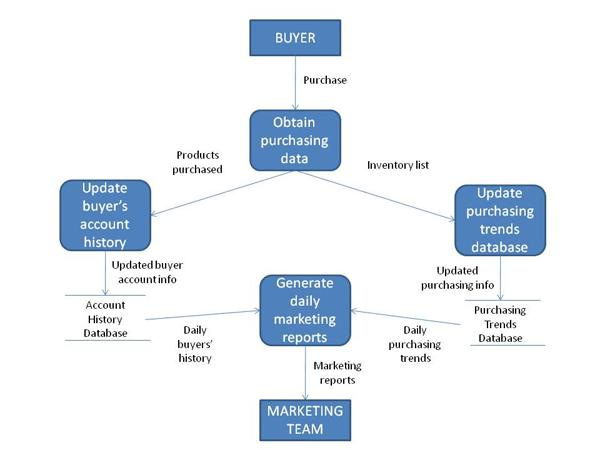 BUYER
Purchase
Obtain
purchasing
data
Products
purchased
Inventory list
Update
buyer's
account
history
Update
purchasing
trends
database
Updated buyer
account info
Updated
purchasing info
Generate
daily
marketing
reports
Account
History
Database
Purchasing
Trends
Database
Daily
buyers'
history
Daily
purchasing
trends
Marketing
reports
MARKETING
TEAM